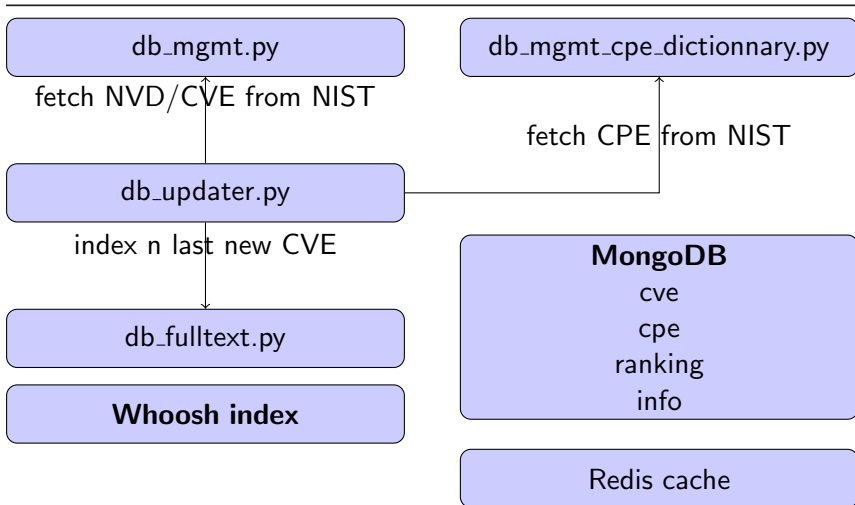 db_mgmt.py
db_mgmt_cpe_dictionnary.py
fetch NVD/CVE from NIST
fetch CPE from NIST
db_updater.py
index n last new CVE
MongoDB
cve
cpe
ranking
info
db_fulltext.py
Whoosh index
Redis cache